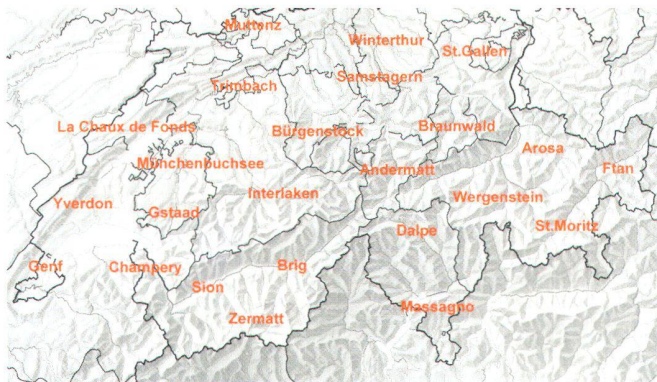 Muttenz
Winterthur
St.Gallen
Samstagern
Trimbach
La Chaux de Fonds
Bürgenstock
Braunwald
Arosa
Münchenbuchsee
Andermatt
Ftan
Interlaken
Wergenstein
Yverdon
Gstaad
St.Moritz
Dalpe
Genf
Champery
Brig
Sion
Massagno
Zermatt